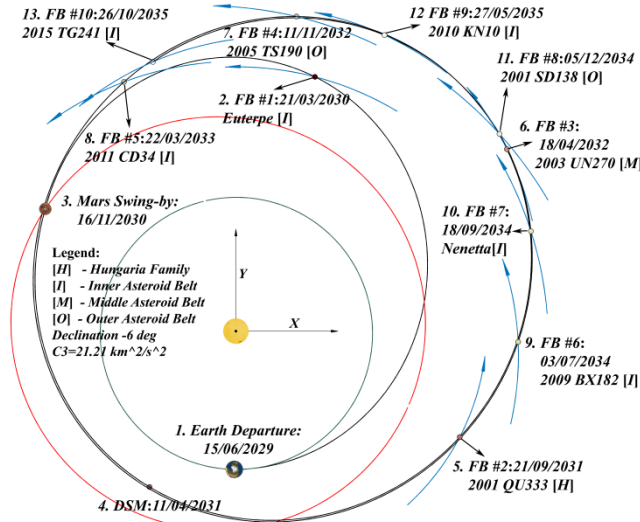 13. FB #10:26/10/2035
2015 TG241 [I]
7. FB #4:11/11/2032
2005 TS190 [O]
12 FB #9:27/05/2035
2010 KN10 [I]
11. FB #8:05/12/2034
2001 SD138 [O]
2. FB #1:21/03/2030
Euterpe [I]
6. FB #3:
18/04/2032
2003 UN270 [M]
8. FB #5:22/03/2033
2011 CD34 [I]
3. Mars Swing-by:
16/11/2030
10. FB #7:
18/09/2034
Nenetta[I]
Legend:
[H] - Hungaria Family
[I] - Inner Asteroid Belt
[M] - Middle Asteroid Belt
[O] - Outer Asteroid Belt
Declination -6 deg
C3=21.21 km^2/s^2
Y
X
9. FB #6:
03/07/2034
2009 BX182 [I]
1. Earth Departure:
15/06/2029
5. FB #2:21/09/2031
2001 QU333 [H]
4. DSM:11/04/2031